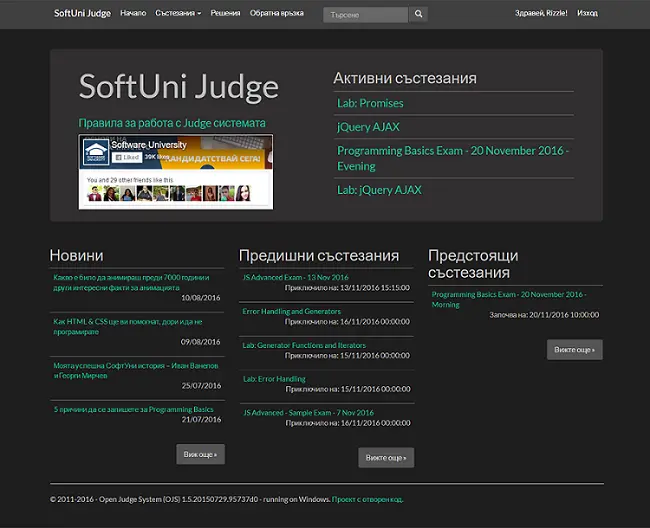 SoftUni Judge Начало Състезания Решения Обратна връзка Търсене Здравей, Rizzle! Изход
SoftUni Judge
Правила за работа с Judge системата
Software University
Liked 39K likes
КАНДИДАТСТВАЙ СЕГА!
You and 29 other friends like this
Активни състезания
Lab: Promises
jQuery AJAX
Programming Basics Exam - 20 November 2016 -
Evening
Lab: jQuery AJAX
Новини
Какво е било да анимираш преди 7000 години и
други интересни факти за анимацията
10/08/2016
Как HTML & CSS ще ви помогнат, дори и да не
програмирате
09/08/2016
Моята успешна СофтУни история – Иван Ванепов
и Георги Мирчев
25/07/2016
5 причини да се запишете за Programming Basics
21/07/2016
Виж още »
Предишни състезания
JS Advanced Exam - 13 Nov 2016
Приключило на: 13/11/2016 15:15:00
Error Handling and Generators
Приключило на: 16/11/2016 00:00:00
Lab: Generator Functions and Iterators
Приключило на: 15/11/2016 00:00:00
Lab: Error Handling
Приключило на: 15/11/2016 00:00:00
JS Advanced - Sample Exam - 7 Nov 2016
Приключило на: 16/11/2016 00:00:00
Вижте още »
Предстоящи
състезания
Programming Basics Exam - 20 November 2016 -
Morning
Започва на: 20/11/2016 10:00:00
Вижте още »
© 2011-2016 - Open Judge System (OJS) 1.5.20150729.95737d0 - running on Windows. Проект с отворен код.